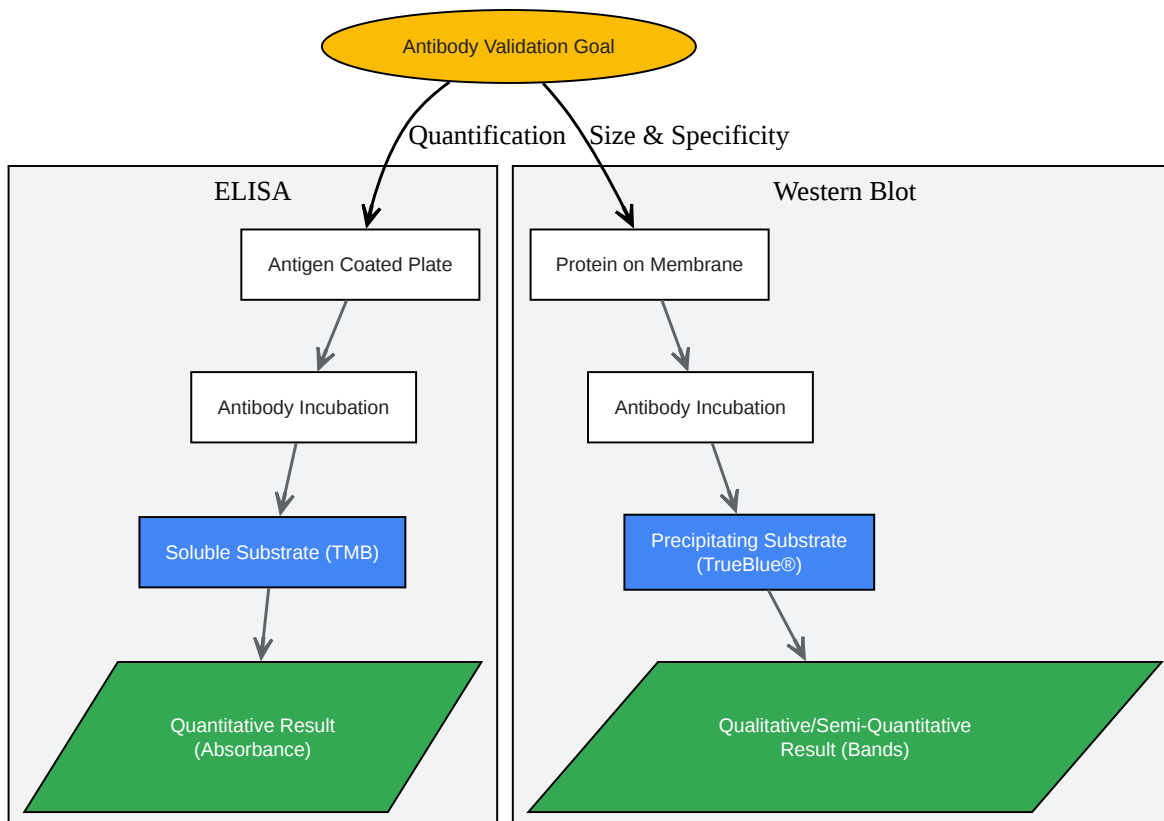 Antibody Validation Goal
Quantification
Size & Specificity
ELISA
Antigen Coated Plate
Antibody Incubation
Soluble Substrate (TMB)
Quantitative Result
(Absorbance)
Western Blot
Protein on Membrane
Antibody Incubation
Precipitating Substrate
(TrueBlue®)
Qualitative/Semi-Quantitative
Result (Bands)